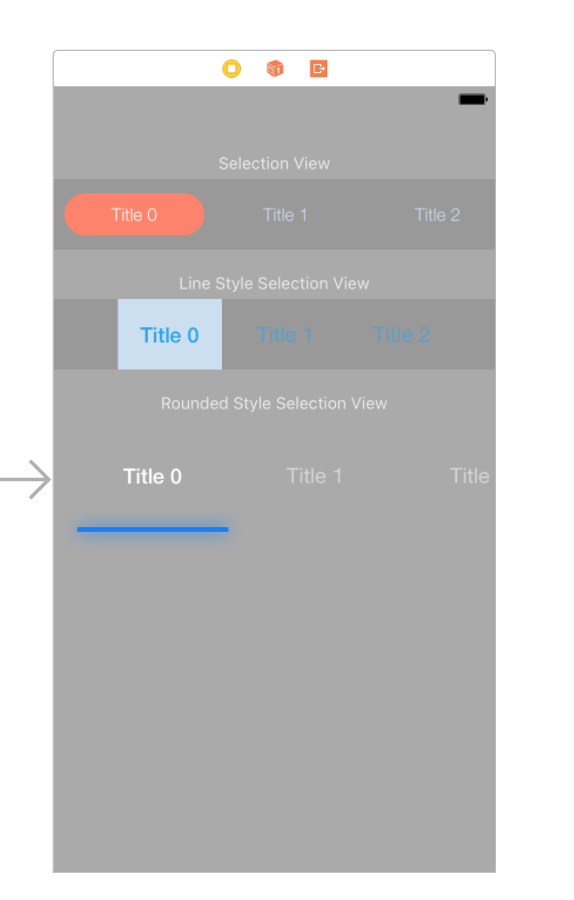 Selection View
Title 0 Title 1 Title 2
Line Style Selection View
Title 0 Title 1 Title 2
Rounded Style Selection View
Title 0 Title 1 Title